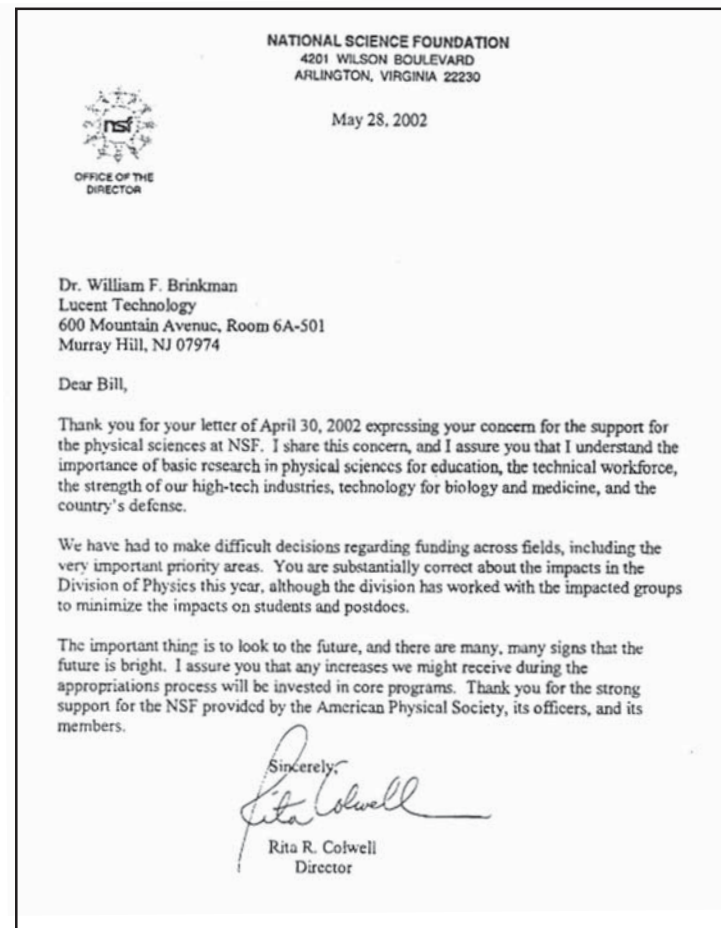 NATIONAL SCIENCE FOUNDATION
4201 WILSON BOULEVARD
ARLINGTON, VIRGINIA 22230
nsf
OFFICE OF THE
DIRECTOR
May 28, 2002
Dr. William F. Brinkman
Lucent Technology
600 Mountain Avenue, Room 6A-501
Murray Hill, NJ 07974
Dear Bill,
Thank you for your letter of April 30, 2002 expressing your concern for the support for
the physical sciences at NSF. I share this concern, and I assure you that I understand the
importance of basic research in physical sciences for education, the technical workforce,
the strength of our high-tech industries, technology for biology and medicine, and the
country's defense.
We have had to make difficult decisions regarding funding across fields, including the
very important priority areas. You are substantially correct about the impacts in the
Division of Physics this year, although the division has worked with the impacted groups
to minimize the impacts on students and postdocs.
The important thing is to look to the future, and there are many, many signs that the
future is bright. I assure you that any increases we might receive during the
appropriations process will be invested in core programs. Thank you for the strong
support for the NSF provided by the American Physical Society, its officers, and its
members.
Sincerely,
Rita Colwell
Rita R. Colwell
Director